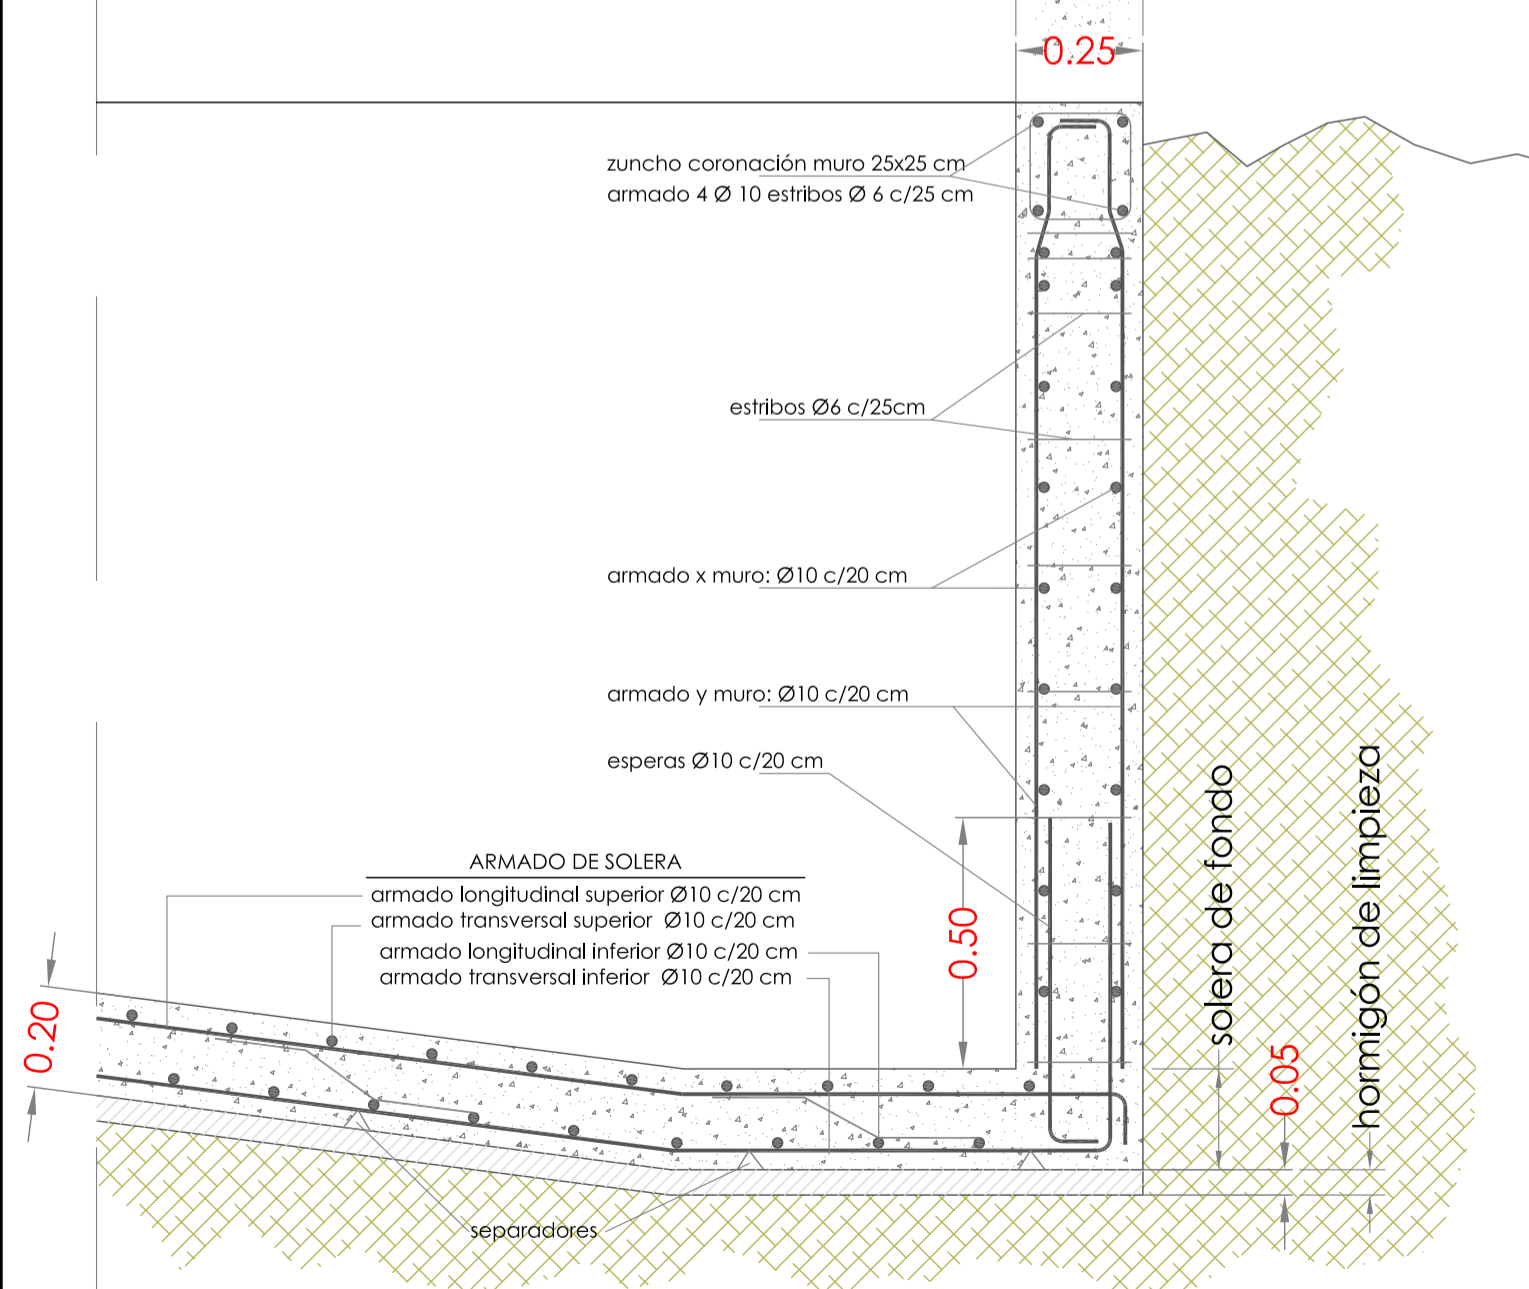 0.25
zuncho coronación muro 25x25 cm
armado 4 Ø 10 estribos Ø 6 c/25 cm
estribos Ø6 c/25cm
armado x muro: Ø10 c/20 cm
armado y muro: Ø10 c/20 cm
esperas Ø10 c/20 cm
ARMADO DE SOLERA
armado longitudinal superior Ø10 c/20 cm
armado transversal superior Ø10 c/20 cm
armado longitudinal inferior Ø10 c/20 cm
armado transversal inferior Ø10 c/20 cm
0.20
0.50
solera de fondo
0.05
hormigón de limpieza
separadores